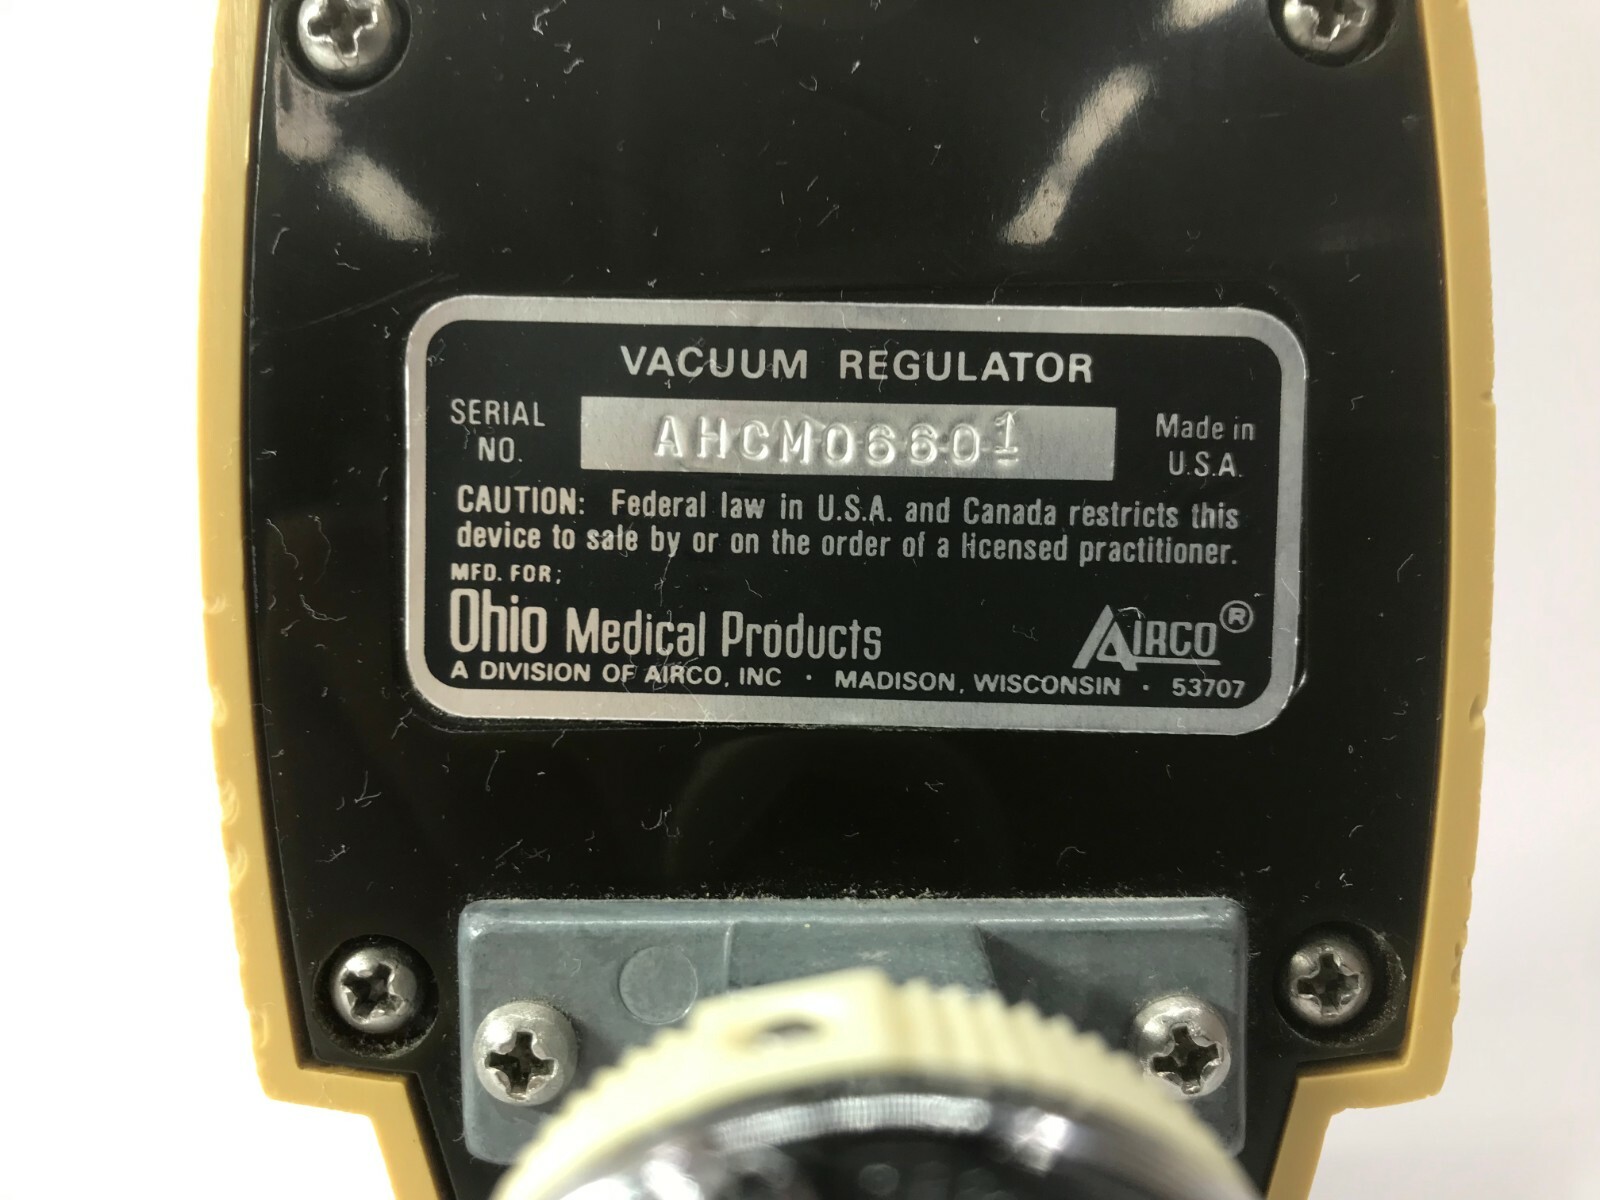 VACUUM REGULATOR
SERIAL NO. AHCM06601 Made in U.S.A.
CAUTION: Federal law in U.S.A. and Canada restricts this
device to sale by or on the order of a licensed practitioner.
MFD. FOR:
Ohio Medical Products AIRCO®
A DIVISION OF AIRCO, INC · MADISON, WISCONSIN · 53707